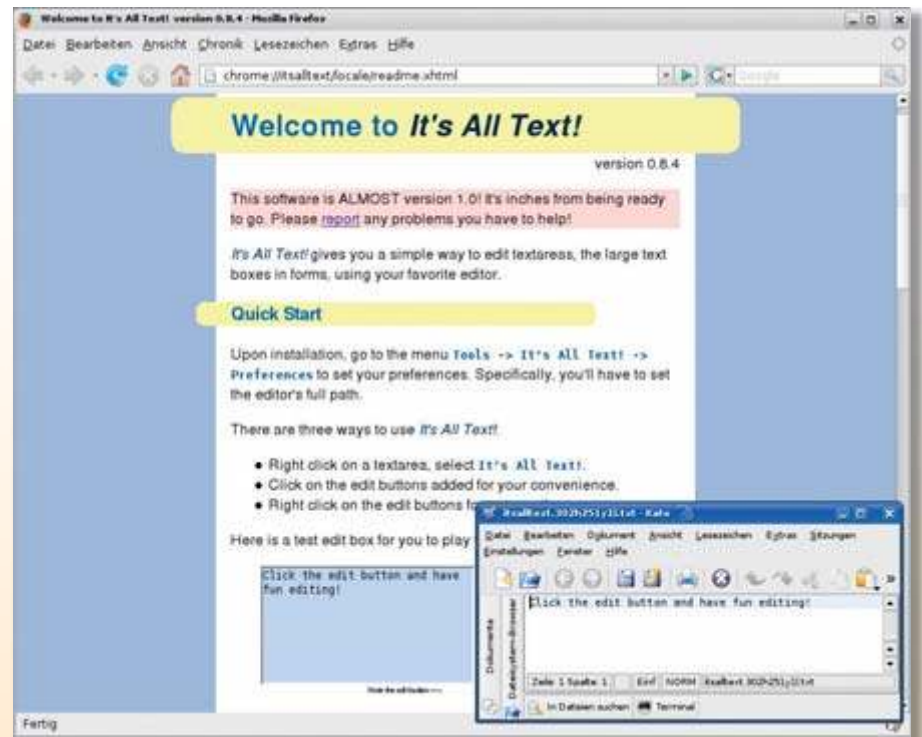 Welcome to It's All Text! version 0.8.4 - Mozilla Firefox
Datei Bearbeiten Ansicht Chronik Lesezeichen Extras Hilfe
chrome://itsalltext/locale/readme.xhtml
Google
Welcome to It's All Text!
version 0.8.4
This software is ALMOST version 1.0! It's inches from being ready
to go. Please report any problems you have to help!
It's All Text! gives you a simple way to edit textareas, the large text
boxes in forms, using your favorite editor.
Quick Start
Upon installation, go to the menu Tools -> It's All Text! ->
Preferences to set your preferences. Specifically, you'll have to set
the editor's full path.
There are three ways to use It's All Text!:
• Right click on a textarea, select It's All Text!.
• Click on the edit buttons added for your convenience.
• Right click on the edit buttons
Here is a test edit box for you to play
Click the edit button and have
fun editing!
Kate
Datei Bearbeiten Dokument Ansicht Lesezeichen Extras Sitzungen
Einstellungen Fenster Hilfe
Dokumente
Dateisystem-Browser
Click the edit button and have fun editing!
Zeile: 1 Spalte: 1 Einf NORM
In Dateien suchen Terminal
Fertig